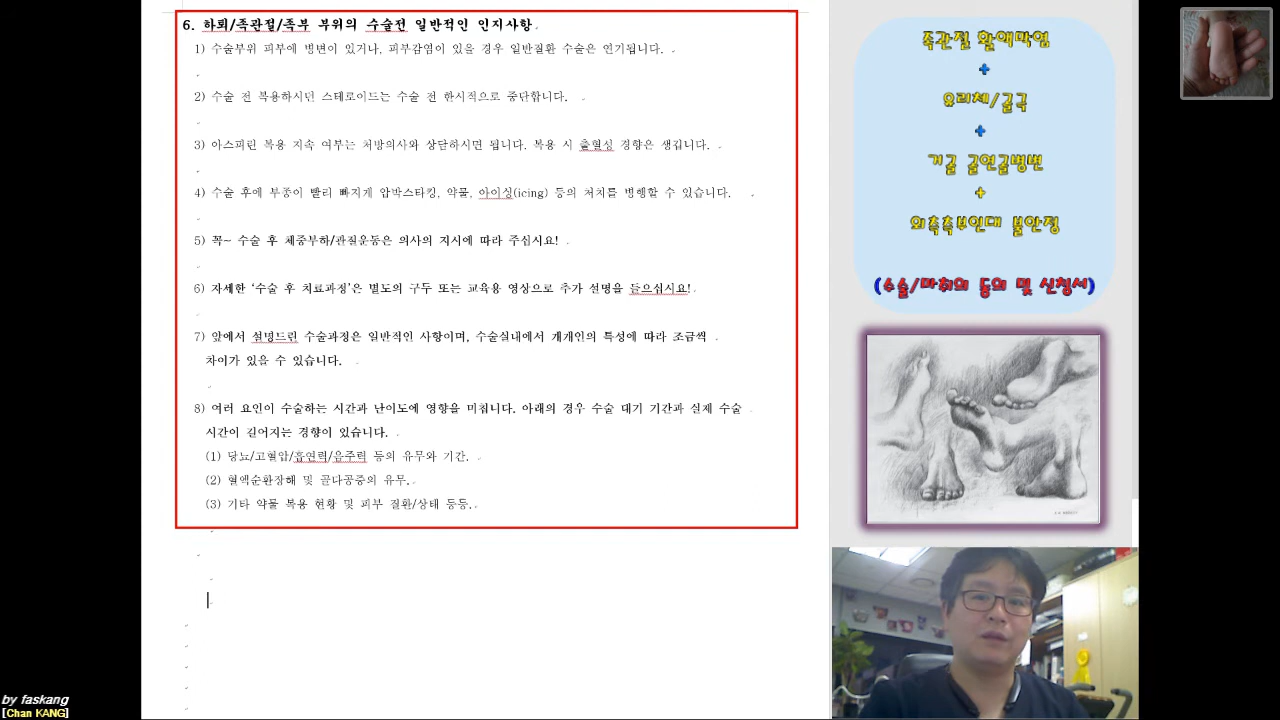 6. 하퇴/족관절/족부 부위의 수술전 일반적인 인지사항
1) 수술부위 피부에 병변이 있거나, 피부감염이 있을 경우 일반질환 수술은 연기됩니다.
2) 수술 전 복용하시던 스테로이드는 수술 전 한시적으로 중단합니다.
3) 아스피린 복용 지속 여부는 처방의사와 상담하시면 됩니다. 복용 시 출혈성 경향은 생깁니다.
4) 수술 후에 부종이 빨리 빠지게 압박스타킹, 약물, 아이싱(icing) 등의 처치를 병행할 수 있습니다.
5) 꼭~ 수술 후 체중부하/관절운동은 의사의 지시에 따라 주십시요!
6) 자세한 '수술 후 치료과정'은 별도의 구두 또는 교육용 영상으로 추가 설명을 들으십시요!
7) 앞에서 설명드린 수술과정은 일반적인 사항이며, 수술실내에서 개개인의 특성에 따라 조금씩
차이가 있을 수 있습니다.
8) 여러 요인이 수술하는 시간과 난이도에 영향을 미칩니다. 아래의 경우 수술 대기 기간과 실제 수술
시간이 길어지는 경향이 있습니다.
(1) 당뇨/고혈압/흡연력/음주력 등의 유무와 기간.
(2) 혈액순환장해 및 골다공증의 유무.
(3) 기타 약물 복용 현황 및 피부 질환/상태 등등.
족관절 활액막염
+
유리체/골극
+
거골 골연골병변
+
외측측부인대 불안정
(수술/마취의 동의 및 신청서)
by faskang
[Chan KANG]